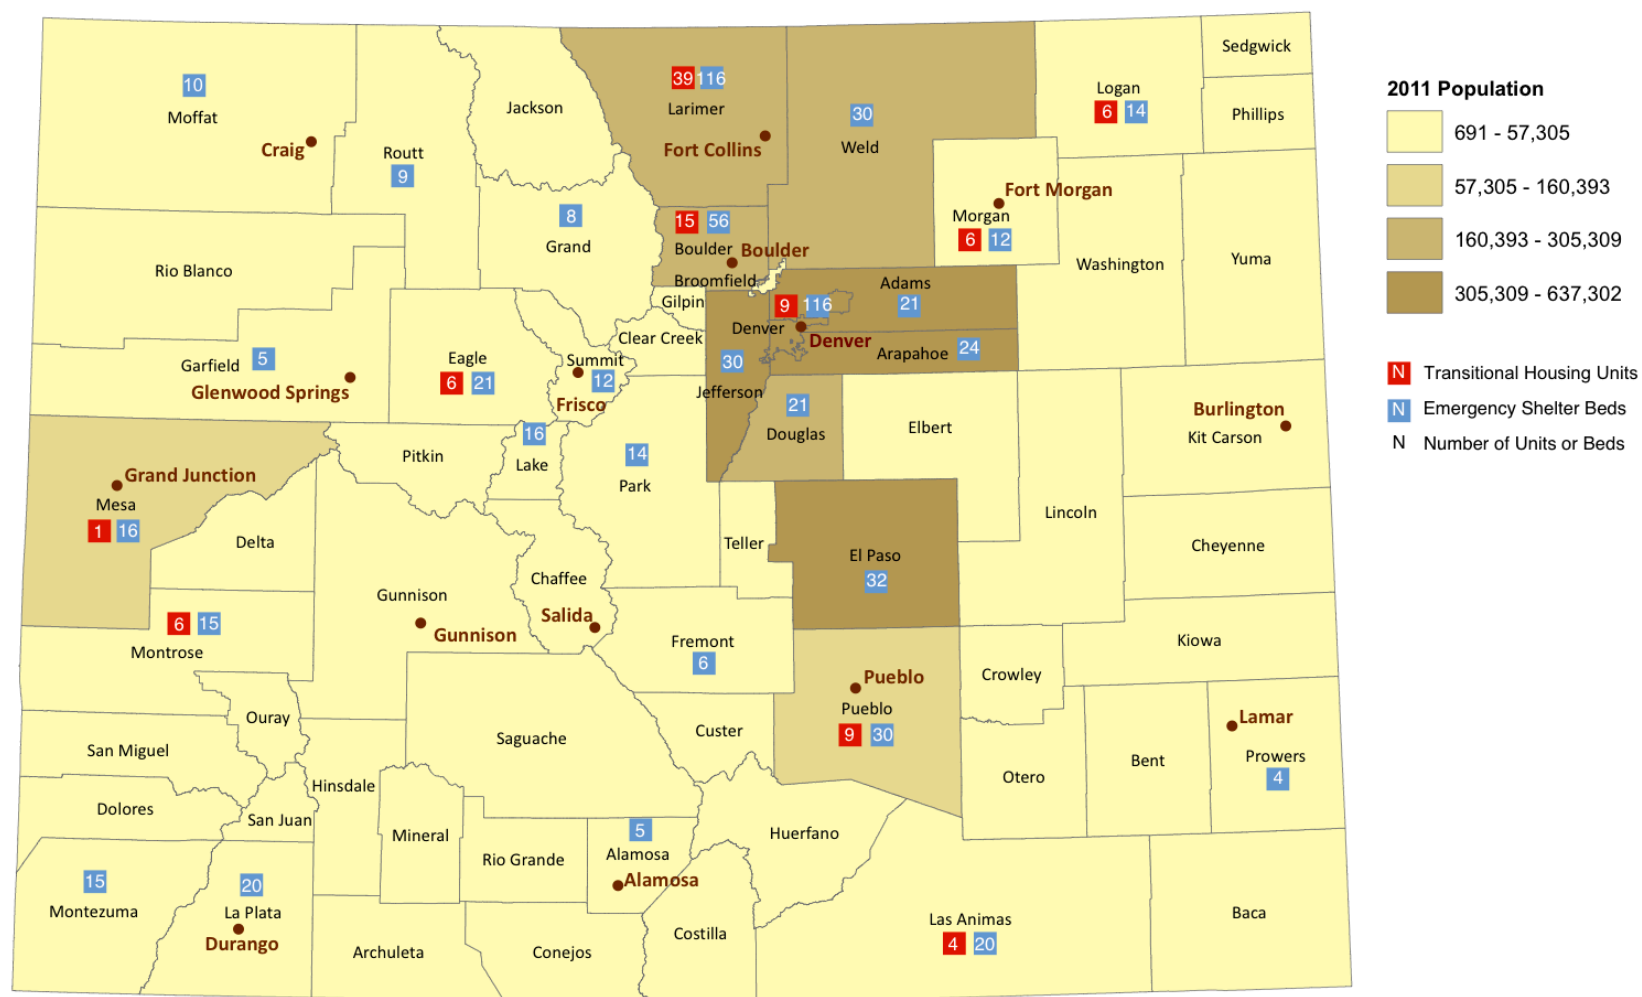 Sedgwick
10
Moffat
Craig
Routt
9
Jackson
39 116
Larimer
Fort Collins
30
Weld
Logan
6 14
Phillips
8
Grand
15 56
Boulder
Boulder
Broomfield
Fort Morgan
Morgan
6 12
Washington
Yuma
Rio Blanco
Gilpin
Clear Creek
9 116
Denver
Denver
Adams
21
Arapahoe
24
Garfield
5
Glenwood Springs
Eagle
6 21
Summit
12
Frisco
30
Jefferson
21
Douglas
Elbert
Burlington
Kit Carson
Grand Junction
Mesa
1 16
Pitkin
16
Lake
14
Park
Teller
El Paso
32
Lincoln
Cheyenne
Delta
6 15
Montrose
Gunnison
Gunnison
Chaffee
Salida
Fremont
6
Pueblo
Pueblo
9 30
Crowley
Kiowa
Ouray
San Miguel
Saguache
Custer
Otero
Bent
Lamar
Prowers
4
Dolores
San Juan
Hinsdale
Mineral
Rio Grande
5
Alamosa
Alamosa
Huerfano
15
Montezuma
20
La Plata
Durango
Archuleta
Conejos
Costilla
Las Animas
4 20
Baca
2011 Population
691 - 57,305
57,305 - 160,393
160,393 - 305,309
305,309 - 637,302
N Transitional Housing Units
N Emergency Shelter Beds
N Number of Units or Beds